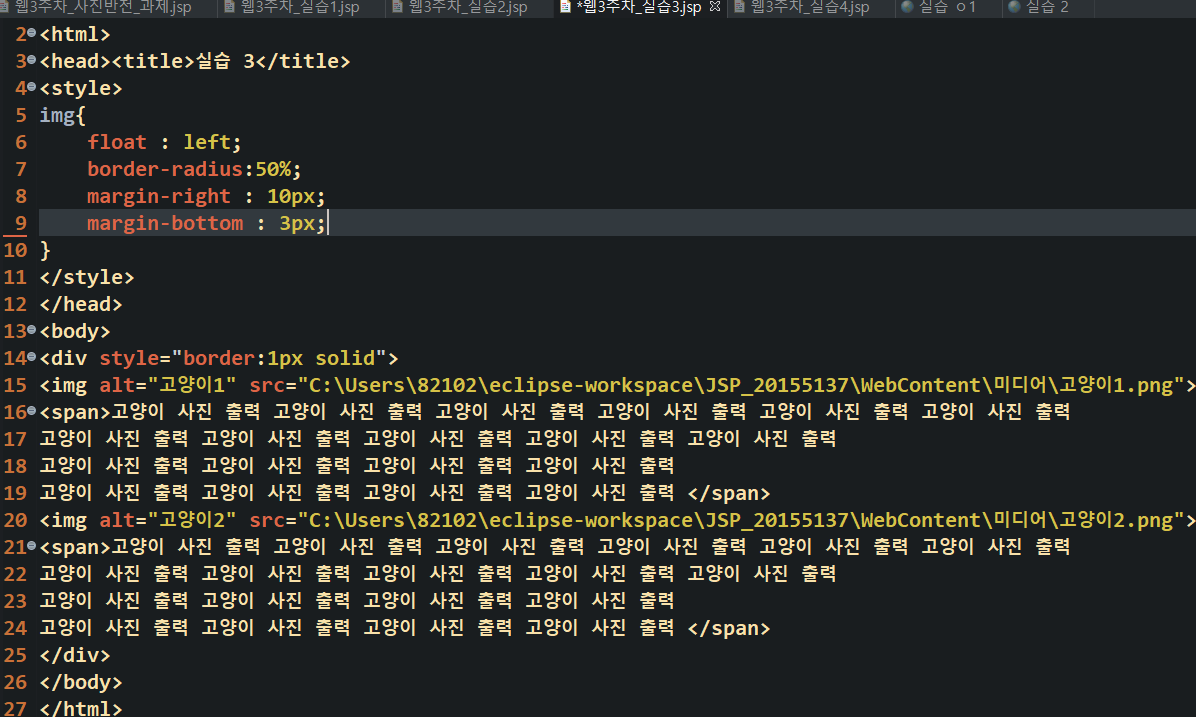 웹3주차_사진반전_과제.jsp 웹3주차_실습1.jsp 웹3주차_실습2.jsp *웹3주차_실습3.jsp 웹3주차_실습4.jsp 실습 1 실습 2
2 <html>
3 <head><title>실습 3</title>
4 <style>
5 img{
6 float : left;
7 border-radius:50%;
8 margin-right : 10px;
9 margin-bottom : 3px;
10 }
11 </style>
12 </head>
13 <body>
14 <div style="border:1px solid">
15 <img alt="고양이1" src="C:\Users\82102\eclipse-workspace\JSP_20155137\WebContent\미디어\고양이1.png">
16 <span>고양이 사진 출력 고양이 사진 출력 고양이 사진 출력 고양이 사진 출력 고양이 사진 출력 고양이 사진 출력
17 고양이 사진 출력 고양이 사진 출력 고양이 사진 출력 고양이 사진 출력 고양이 사진 출력
18 고양이 사진 출력 고양이 사진 출력 고양이 사진 출력 고양이 사진 출력
19 고양이 사진 출력 고양이 사진 출력 고양이 사진 출력 고양이 사진 출력 </span>
20 <img alt="고양이2" src="C:\Users\82102\eclipse-workspace\JSP_20155137\WebContent\미디어\고양이2.png">
21 <span>고양이 사진 출력 고양이 사진 출력 고양이 사진 출력 고양이 사진 출력 고양이 사진 출력 고양이 사진 출력
22 고양이 사진 출력 고양이 사진 출력 고양이 사진 출력 고양이 사진 출력 고양이 사진 출력
23 고양이 사진 출력 고양이 사진 출력 고양이 사진 출력 고양이 사진 출력
24 고양이 사진 출력 고양이 사진 출력 고양이 사진 출력 고양이 사진 출력 </span>
25 </div>
26 </body>
27 </html>